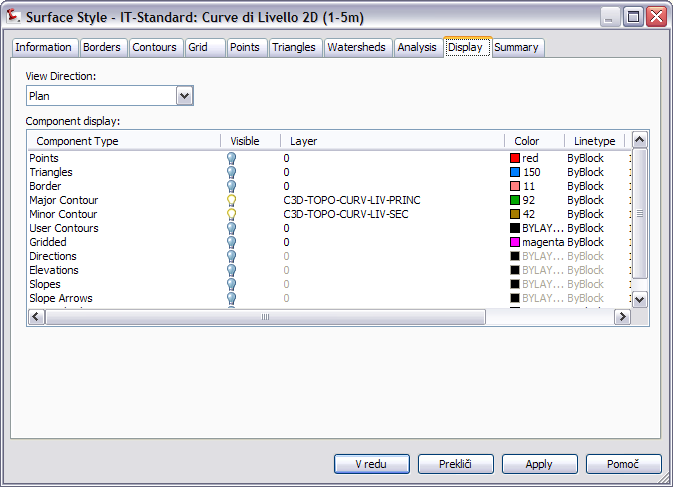 Surface Style - IT-Standard: Curve di Livello 2D (1-5m)
Information Borders Contours Grid Points Triangles Watersheds Analysis Display Summary
View Direction:
Plan
Component display:
Component Type Visible Layer Color Linetype
Points 0 red ByBlock
Triangles 0 150 ByBlock
Border 0 11 ByBlock
Major Contour C3D-TOPO-CURV-LIV-PRINC 92 ByBlock
Minor Contour C3D-TOPO-CURV-LIV-SEC 42 ByBlock
User Contours 0 BYLAY... ByBlock
Gridded 0 magenta ByBlock
Directions 0 BYLAY... ByBlock
Elevations 0 BYLAY... ByBlock
Slopes 0 BYLAY... ByBlock
Slope Arrows 0 BYLAY... ByBlock
V redu Prekliči Apply Pomoč